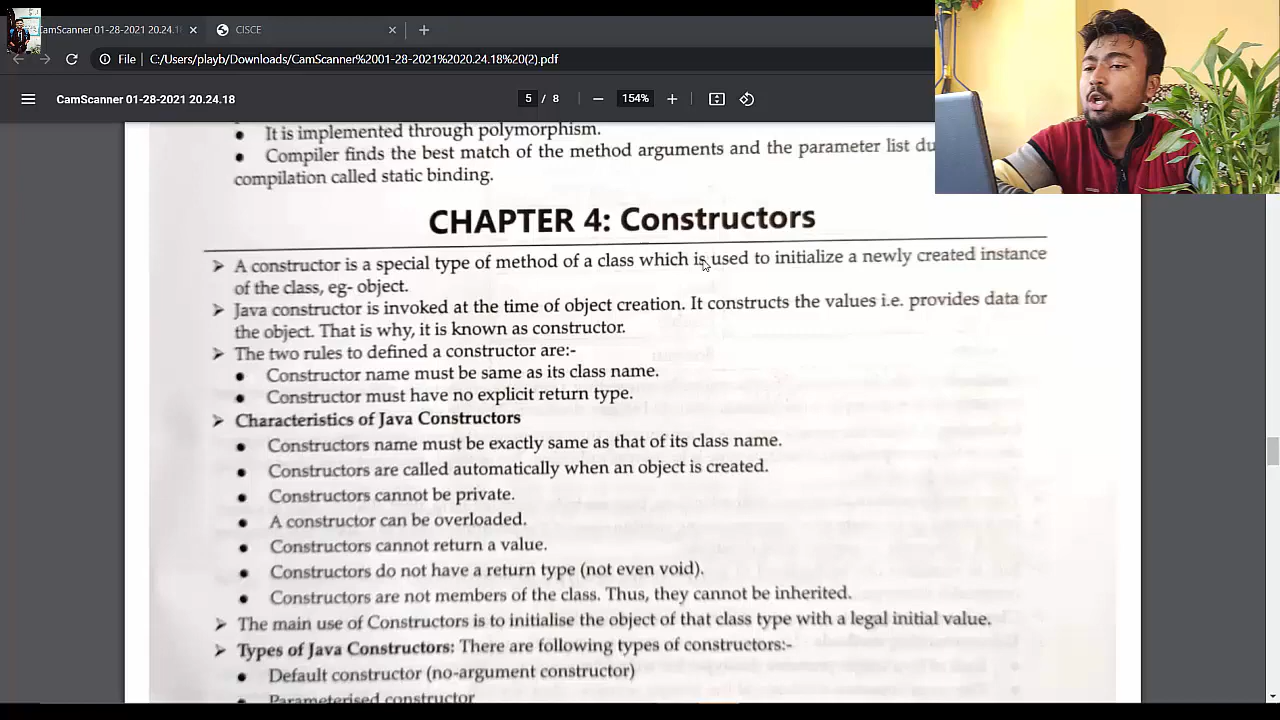 CamScanner 01-28-2021 20.24.1
CISCE
File C:/Users/playb/Downloads/CamScanner%2001-28-2021%2020.24.18%20(2).pdf
CamScanner 01-28-2021 20.24.18
5 / 8
154%
• It is implemented through polymorphism.
• Compiler finds the best match of the method arguments and the parameter list du
compilation called static binding.
CHAPTER 4: Constructors
➤ A constructor is a special type of method of a class which is used to initialize a newly created instance
of the class, eg- object.
➤ Java constructor is invoked at the time of object creation. It constructs the values i.e. provides data for
the object. That is why, it is known as constructor.
➤ The two rules to defined a constructor are:-
• Constructor name must be same as its class name.
• Constructor must have no explicit return type.
➤ Characteristics of Java Constructors
• Constructors name must be exactly same as that of its class name.
• Constructors are called automatically when an object is created.
• Constructors cannot be private.
• A constructor can be overloaded.
• Constructors cannot return a value.
• Constructors do not have a return type (not even void).
• Constructors are not members of the class. Thus, they cannot be inherited.
➤ The main use of Constructors is to initialise the object of that class type with a legal initial value.
➤ Types of Java Constructors: There are following types of constructors:-
• Default constructor (no-argument constructor)
• Parameterised constructor